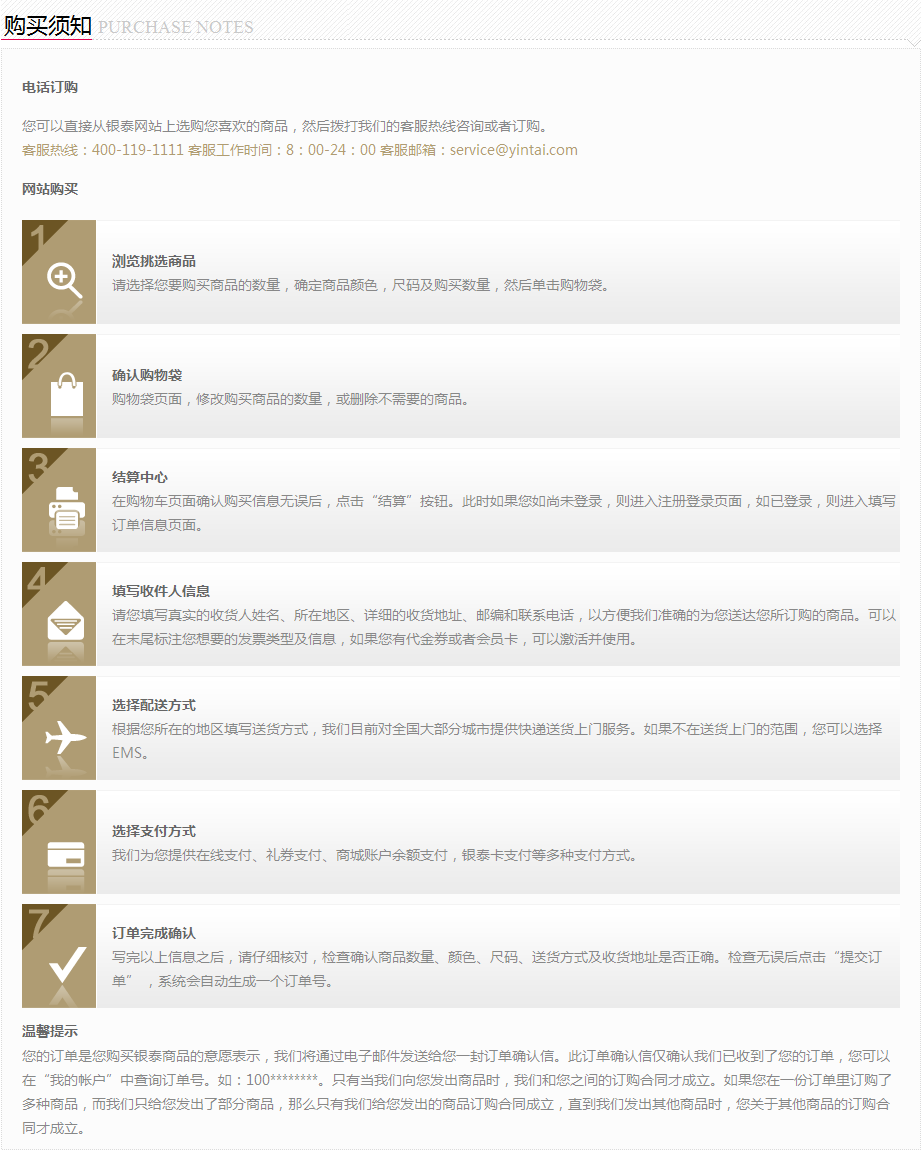 购买须知 PURCHASE NOTES
电话订购
您可以直接从银泰网站上选购您喜欢的商品，然后拨打我们的客服热线咨询或者订购。
客服热线：400-119-1111 客服工作时间：8：00-24：00 客服邮箱：service@yintai.com
网站购买
1
浏览挑选商品
请选择您要购买商品的数量，确定商品颜色，尺码及购买数量，然后单击购物袋。
2
确认购物袋
购物袋页面，修改购买商品的数量，或删除不需要的商品。
3
结算中心
在购物车页面确认购买信息无误后，点击“结算”按钮。此时如果您如尚未登录，则进入注册登录页面，如已登录，则进入填写
订单信息页面。
4
填写收件人信息
请您填写真实的收货人姓名、所在地区、详细的收货地址、邮编和联系电话，以方便我们准确的为您送达您所订购的商品。可以
在末尾标注您想要的发票类型及信息，如果您有代金券或者会员卡，可以激活并使用。
5
选择配送方式
根据您所在的地区填写送货方式，我们目前对全国大部分城市提供快递送货上门服务。如果不在送货上门的范围，您可以选择
EMS。
6
选择支付方式
我们为您提供在线支付、礼券支付、商城账户余额支付，银泰卡支付等多种支付方式。
7
订单完成确认
写完以上信息之后，请仔细核对，检查确认商品数量、颜色、尺码、送货方式及收货地址是否正确。检查无误后点击“提交订
单” ，系统会自动生成一个订单号。
温馨提示
您的订单是您购买银泰商品的意愿表示，我们将通过电子邮件发送给您一封订单确认信。此订单确认信仅确认我们已收到了您的订单，您可以
在“我的帐户”中查询订单号。如：100********。只有当我们向您发出商品时，我们和您之间的订购合同才成立。如果您在一份订单里订购了
多种商品，而我们只给您发出了部分商品，那么只有我们给您发出的商品订购合同成立，直到我们发出其他商品时，您关于其他商品的订购合
同才成立。